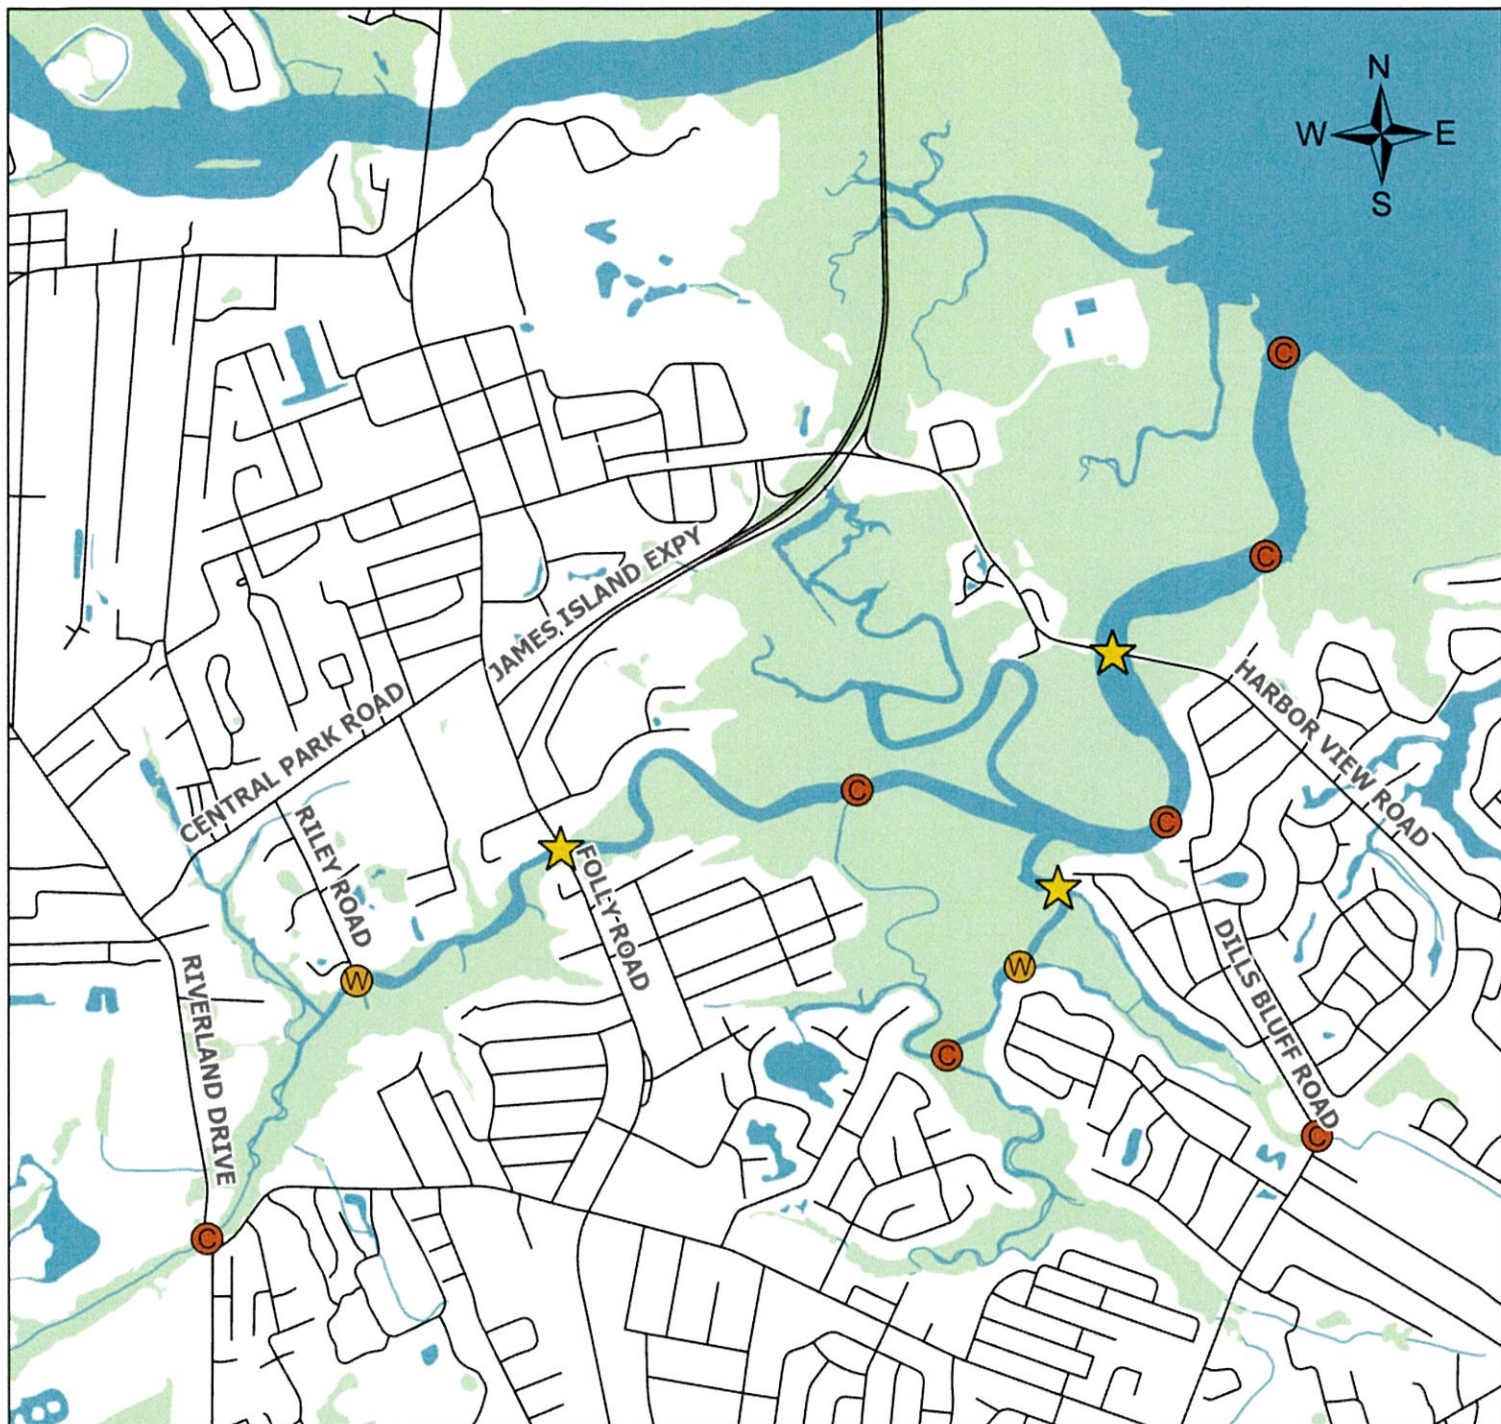 N
W E
S
C
C
JAMES ISLAND EXPY
HARBOR VIEW ROAD
CENTRAL PARK ROAD
C
C
RILEY ROAD
FOLLY ROAD
DILLS BLUFF ROAD
W
W
RIVERLAND DRIVE
C
C
C